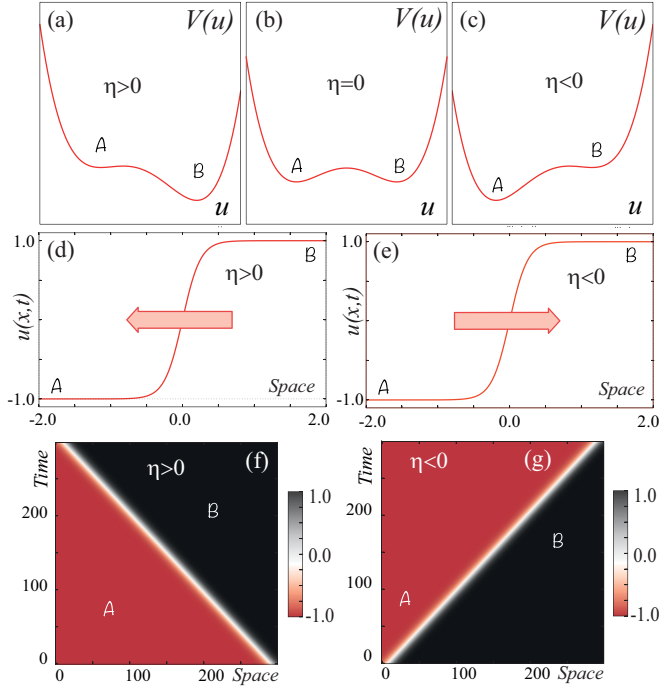 (a) V(u) (b) V(u) (c) V(u)
η>0 η=0 η<0
A B A B A B
u u u
(d) (e)
1.0 1.0
B B
η>0 η<0
u(x,t) u(x,t)
A Space A Space
-1.0 -1.0
-2.0 0.0 2.0 -2.0 0.0 2.0
Time η>0 (f) Time η<0 (g)
B B
1.0 1.0
200 200
0.0 0.0
100 100
A A
-1.0 -1.0
0 0
0 100 200 Space 0 100 200 Space